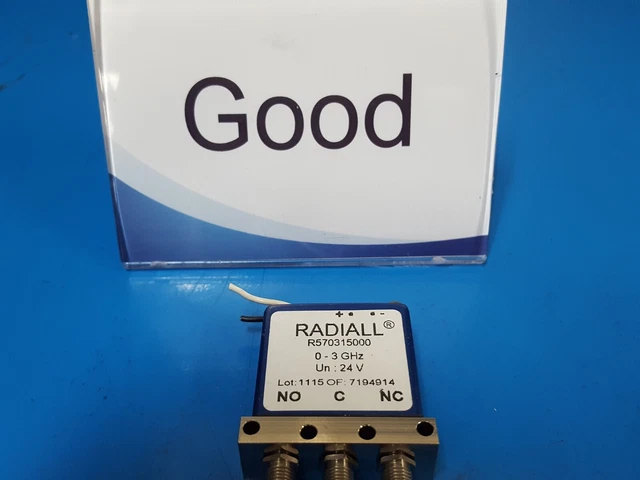 Good
+ -
RADIALL®
R570315000
0 - 3 GHz
Un : 24 V
Lot: 1115 OF: 7194914
NO C NC